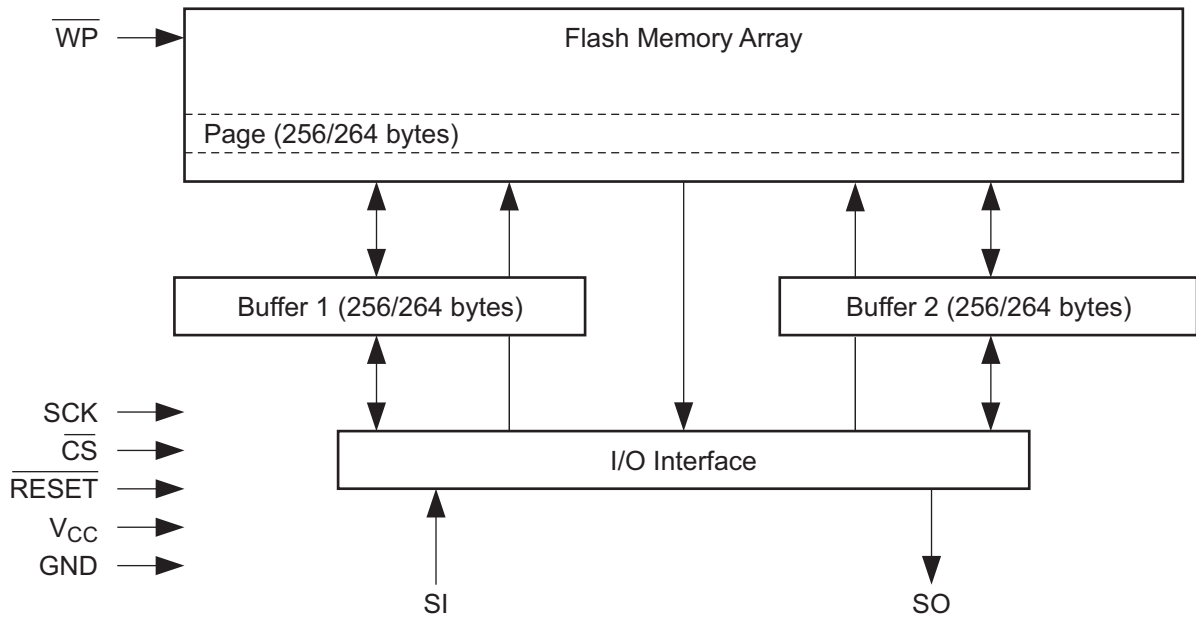 WP
Flash Memory Array
Page (256/264 bytes)
Buffer 1 (256/264 bytes)
Buffer 2 (256/264 bytes)
SCK
CS
RESET
VCC
GND
I/O Interface
SI
SO